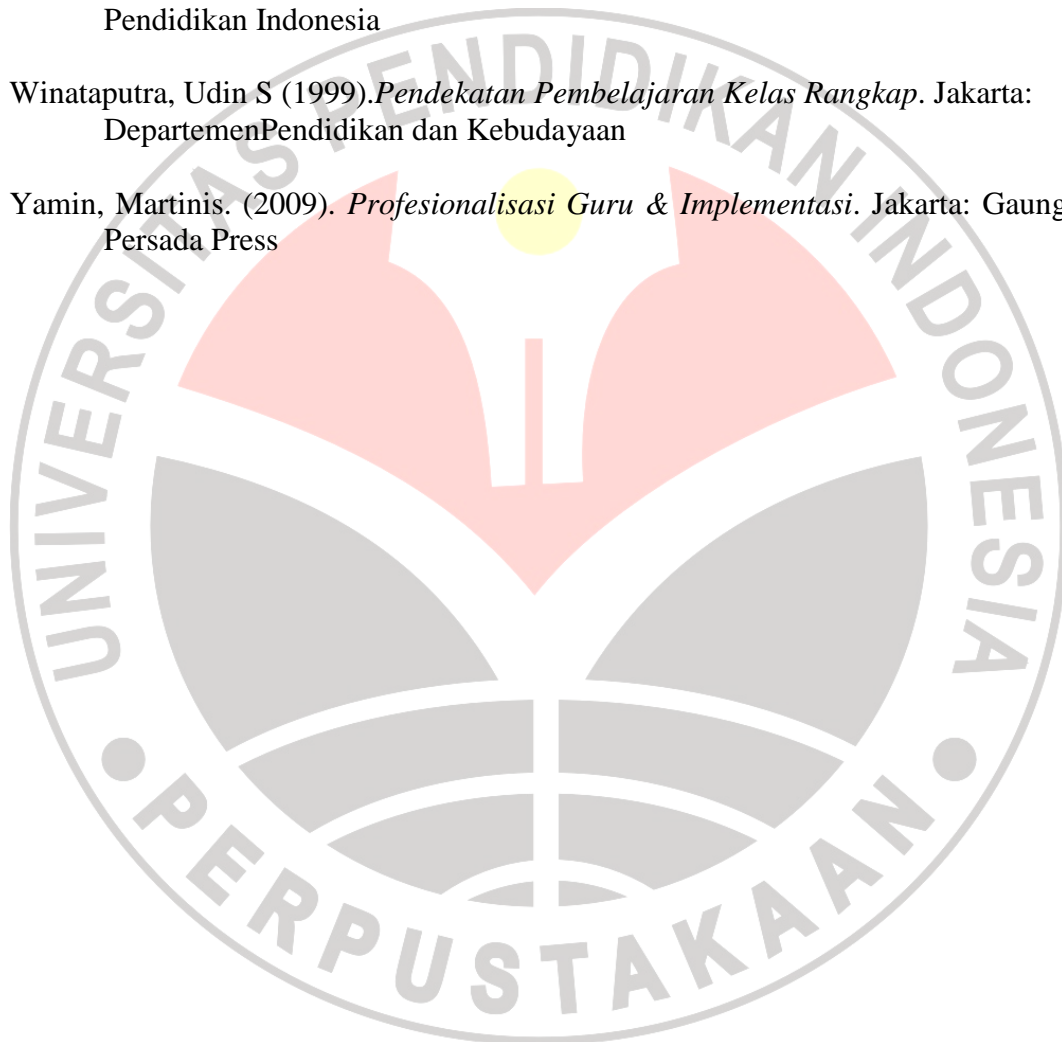 Pendidikan Indonesia
Winataputra, Udin S (1999).Pendekatan Pembelajaran Kelas Rangkap. Jakarta:
DepartemenPendidikan dan Kebudayaan
Yamin, Martinis. (2009). Profesionalisasi Guru & Implementasi. Jakarta: Gaung
Persada Press
UNIVERSITAS PENDIDIKAN INDONESIA
PERPUSTAKAAN